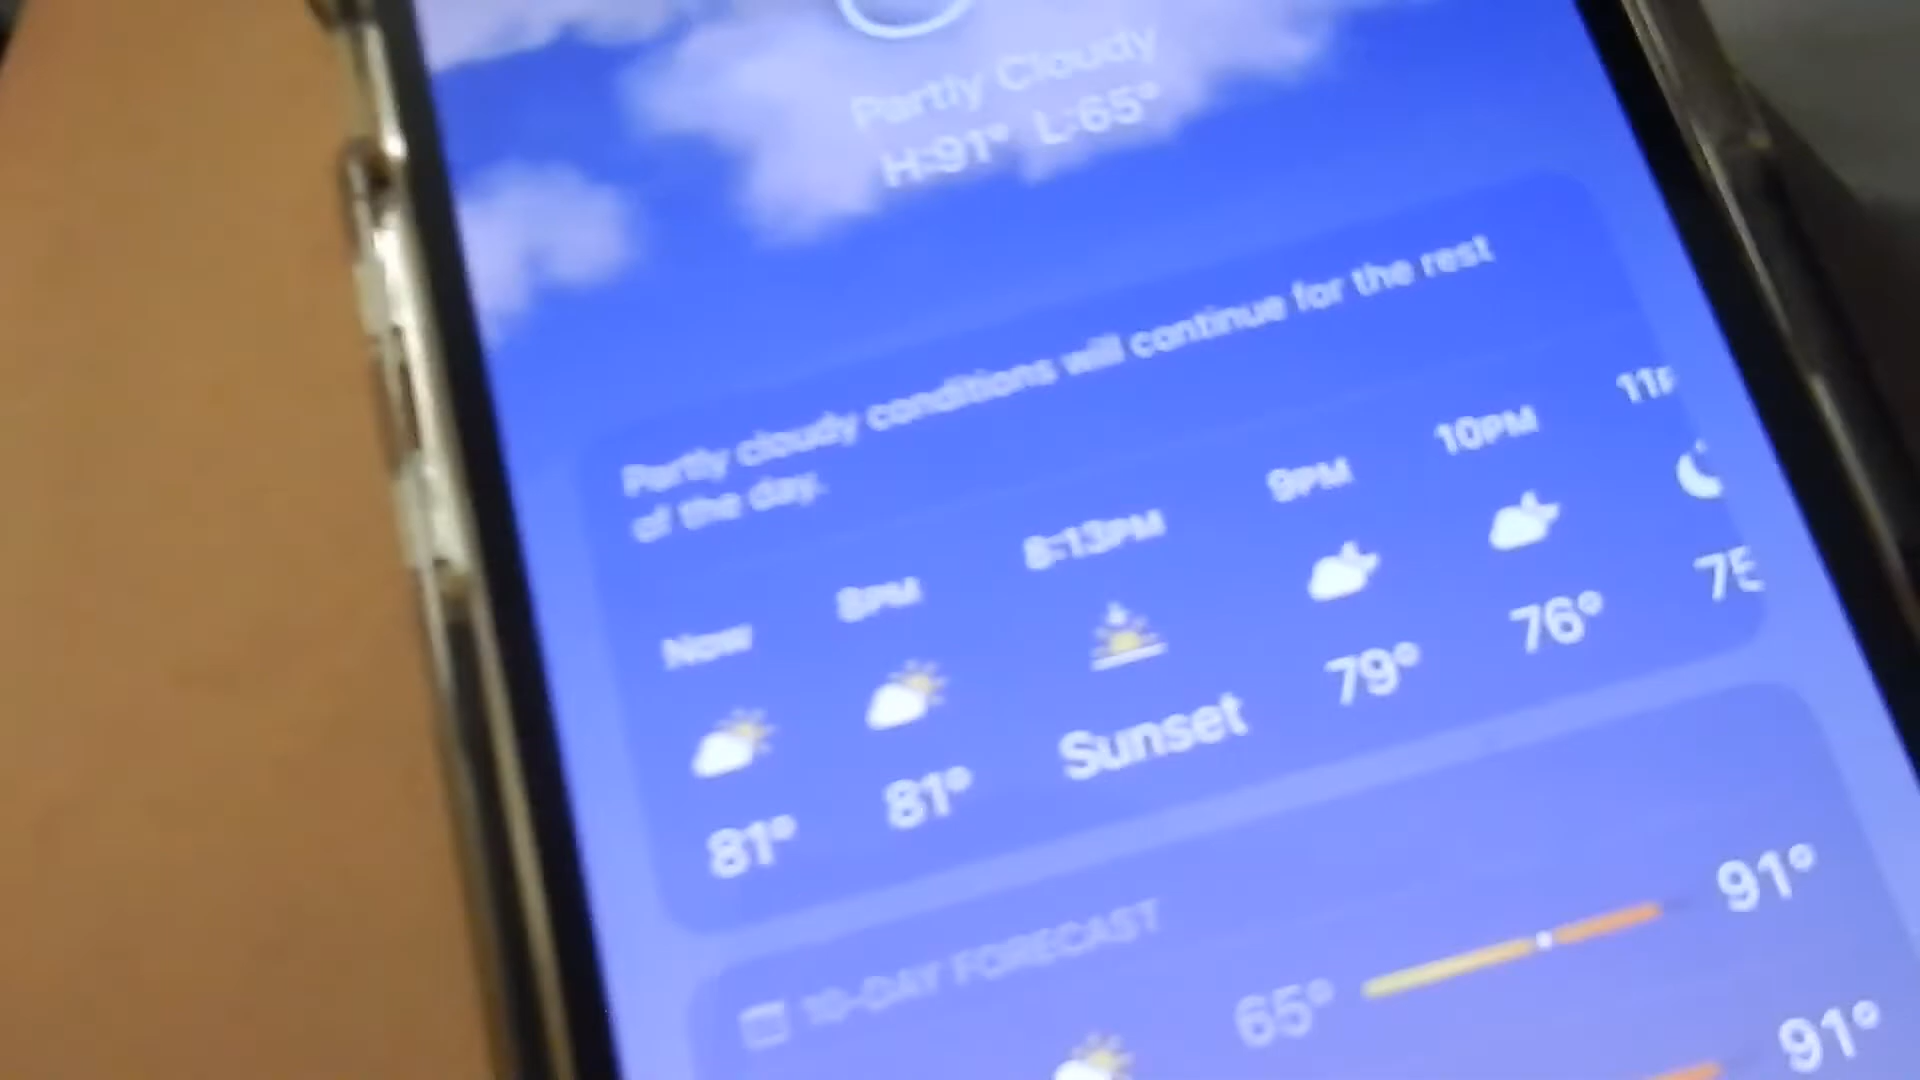 Partly Cloudy
H:91° L:65°
Partly cloudy conditions will continue for the rest
of the day.
Now 8PM 8:13PM 9PM 10PM
81° 81° Sunset 79° 76°
10-DAY FORECAST
65° 91°
91°